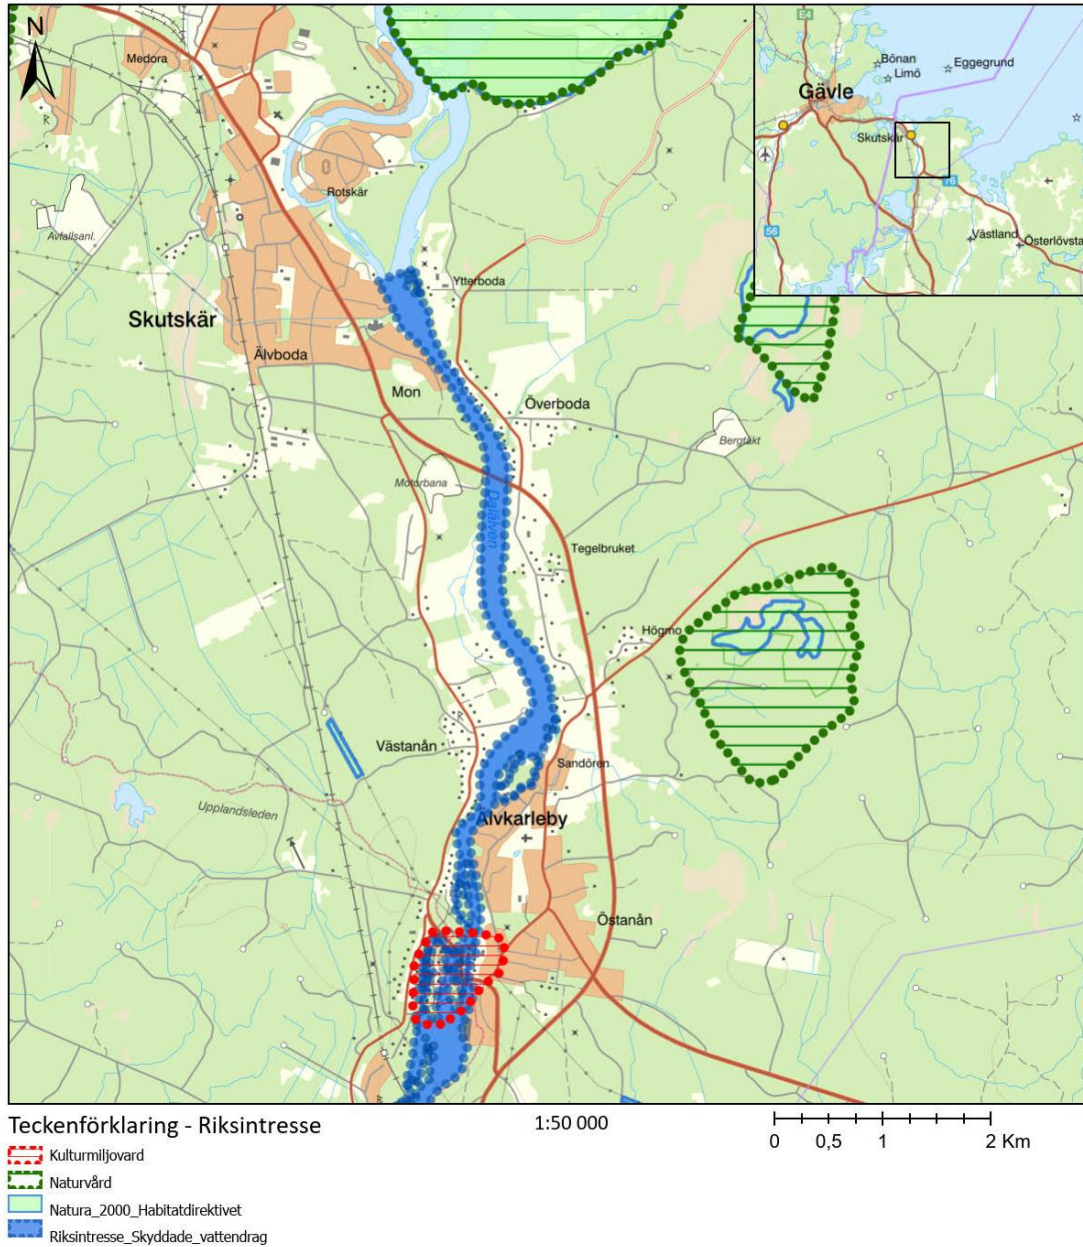 N
Medora
Rotskär
Avfallsanl.
Ytterboda
Skutskär
Älvboda
Mon
Överboda
Bergtäkt
Motorbana
Dalälven
Tegelbruket
Högmo
Västanån
Sandören
Upplandsleden
Älvkarleby
Östanån
E4
Bönan
Limö
Eggegrund
Gävle
Skutskär
76
56
Västland
Österlövsta
Teckenförklaring - Riksintresse
1:50 000
0 0,5 1 2 Km
Kulturmiljovard
Naturvård
Natura_2000_Habitatdirektivet
Riksintresse_Skyddade_vattendrag